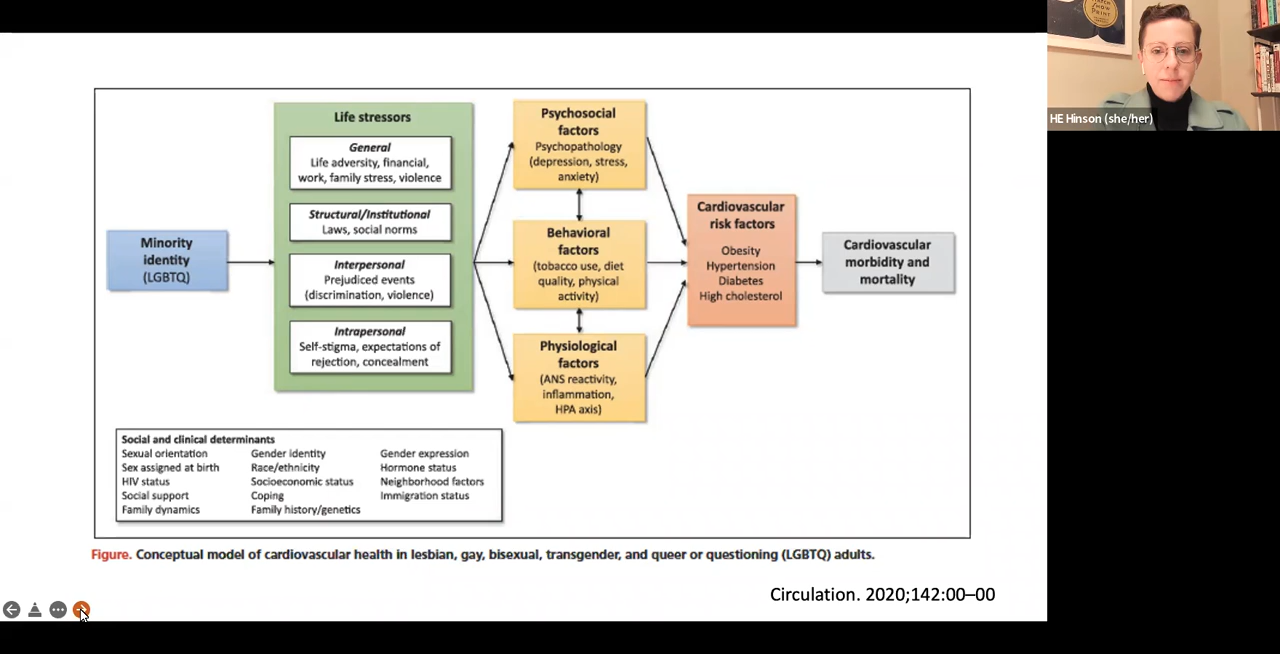 Life stressors
General
Life adversity, financial,
work, family stress, violence
Structural/Institutional
Laws, social norms
Interpersonal
Prejudiced events
(discrimination, violence)
Intrapersonal
Self-stigma, expectations of
rejection, concealment
Minority
identity
(LGBTQ)
Psychosocial
factors
Psychopathology
(depression, stress,
anxiety)
Behavioral
factors
(tobacco use, diet
quality, physical
activity)
Physiological
factors
(ANS reactivity,
inflammation,
HPA axis)
Cardiovascular
risk factors
Obesity
Hypertension
Diabetes
High cholesterol
Cardiovascular
morbidity and
mortality
Social and clinical determinants
Sexual orientation Gender identity Gender expression
Sex assigned at birth Race/ethnicity Hormone status
HIV status Socioeconomic status Neighborhood factors
Social support Coping Immigration status
Family dynamics Family history/genetics
Figure. Conceptual model of cardiovascular health in lesbian, gay, bisexual, transgender, and queer or questioning (LGBTQ) adults.
Circulation. 2020;142:00–00
SHOW
PRINT
HE Hinson (she/her)